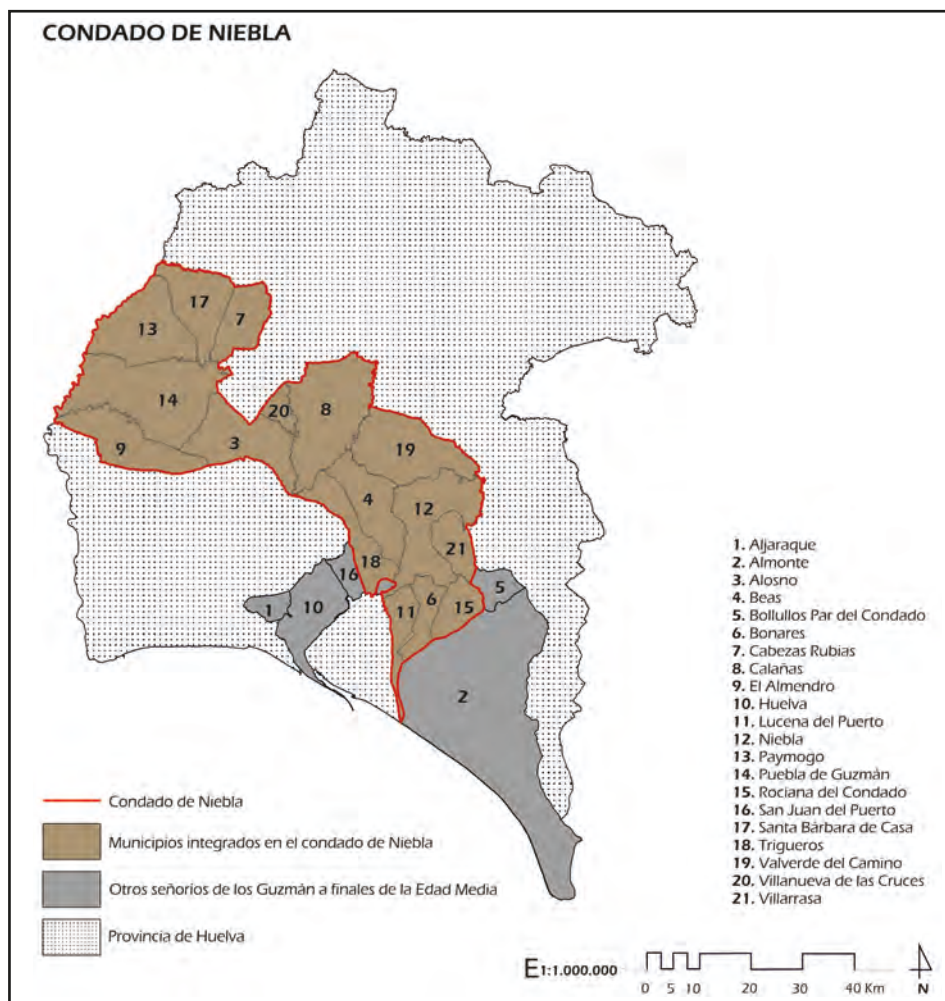 CONDADO DE NIEBLA
17
13
7
14
20
8
3
9
19
4
12
21
18
16
5
10
1
6
11
15
2
1. Aljaraque
2. Almonte
3. Alosno
4. Beas
5. Bollullos Par del Condado
6. Bonares
7. Cabezas Rubias
8. Calañas
9. El Almendro
10. Huelva
11. Lucena del Puerto
12. Niebla
13. Paymogo
14. Puebla de Guzmán
15. Rociana del Condado
16. San Juan del Puerto
17. Santa Bárbara de Casa
18. Trigueros
19. Valverde del Camino
20. Villanueva de las Cruces
21. Villarrasa
Condado de Niebla
Municipios integrados en el condado de Niebla
Otros señoríos de los Guzmán a finales de la Edad Media
Provincia de Huelva
E 1:1.000.000
0 5 10 20 30 40 Km
N